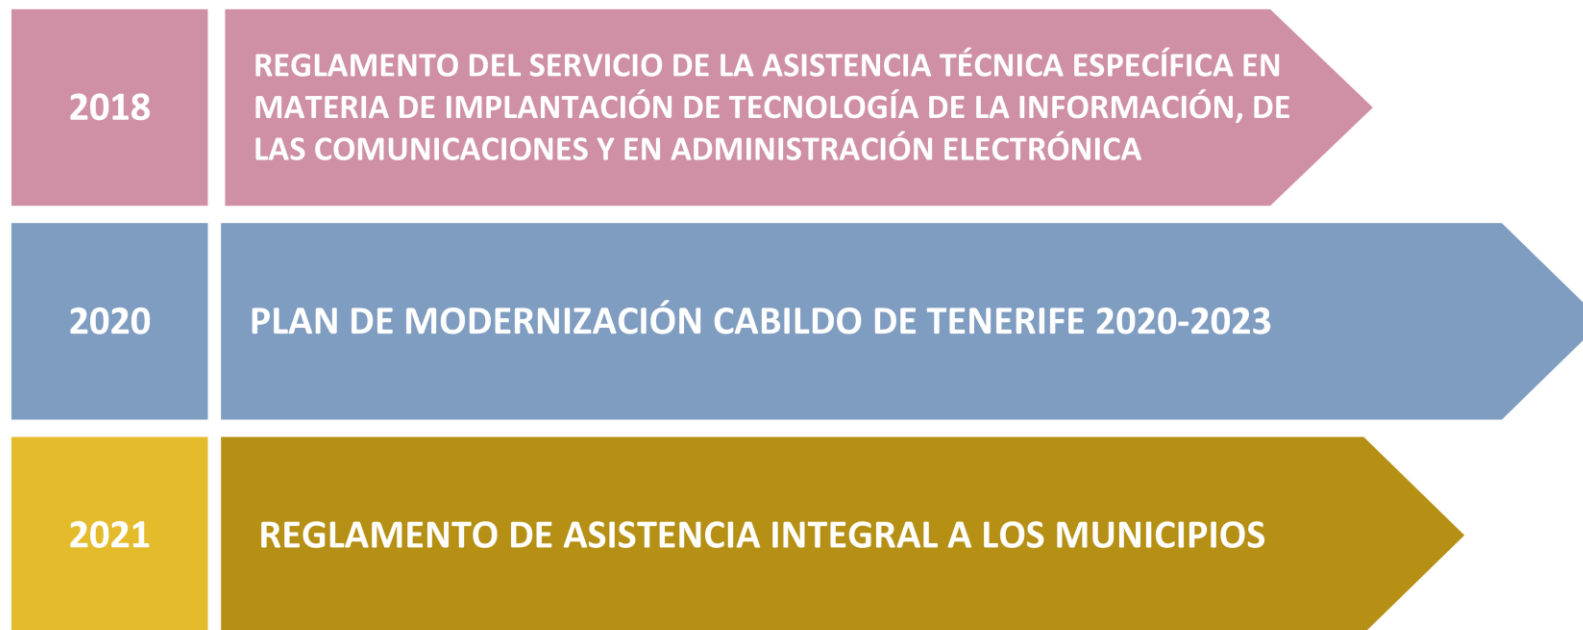 2018
REGLAMENTO DEL SERVICIO DE LA ASISTENCIA TÉCNICA ESPECÍFICA EN
MATERIA DE IMPLANTACIÓN DE TECNOLOGÍA DE LA INFORMACIÓN, DE
LAS COMUNICACIONES Y EN ADMINISTRACIÓN ELECTRÓNICA
2020
PLAN DE MODERNIZACIÓN CABILDO DE TENERIFE 2020-2023
2021
REGLAMENTO DE ASISTENCIA INTEGRAL A LOS MUNICIPIOS